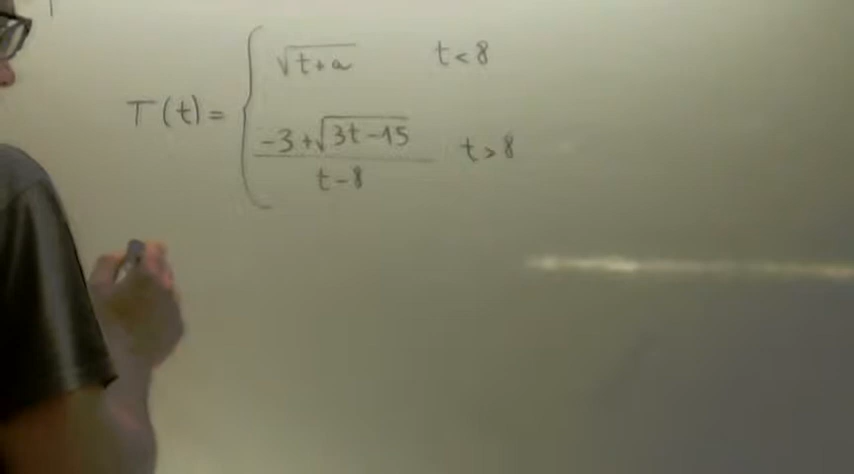 T(t) = { √(t+a)    t<8
(-3+√(3t-15))/(t-8)    t>8